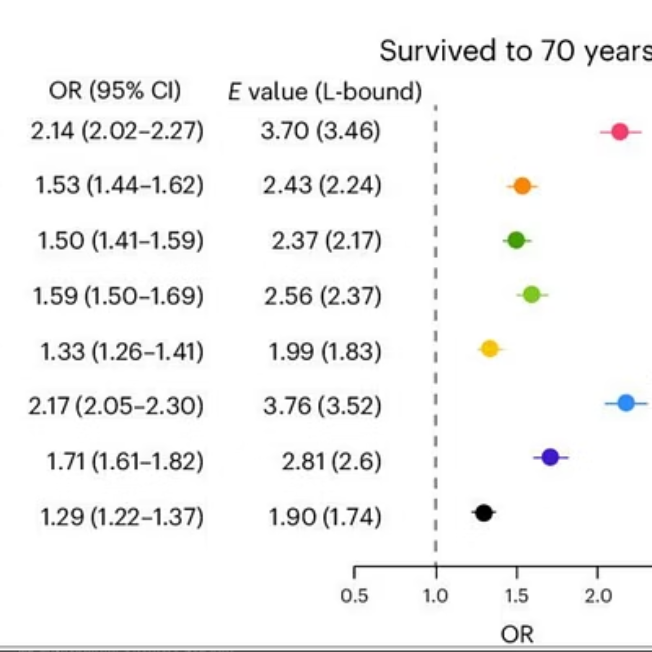 Survived to 70 years
OR (95% CI) E value (L-bound)
2.14 (2.02–2.27) 3.70 (3.46)
1.53 (1.44–1.62) 2.43 (2.24)
1.50 (1.41–1.59) 2.37 (2.17)
1.59 (1.50–1.69) 2.56 (2.37)
1.33 (1.26–1.41) 1.99 (1.83)
2.17 (2.05–2.30) 3.76 (3.52)
1.71 (1.61–1.82) 2.81 (2.6)
1.29 (1.22–1.37) 1.90 (1.74)
0.5 1.0 1.5 2.0
OR